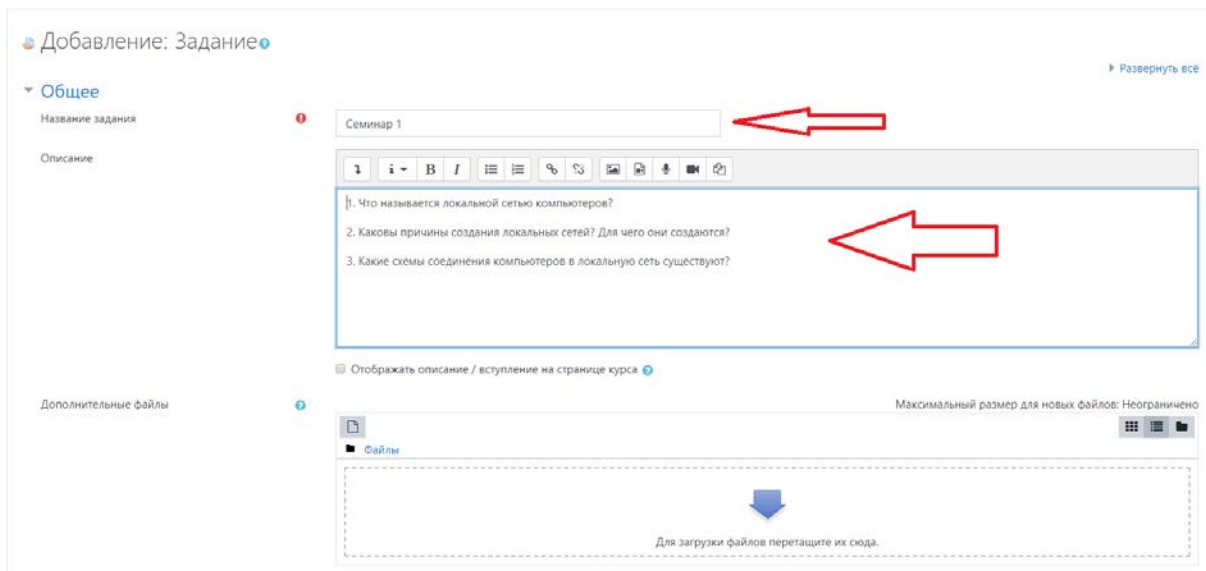 Добавление: Задание
Развернуть всё
Общее
Название задания
Семинар 1
Описание
1. Что называется локальной сетью компьютеров?
2. Каковы причины создания локальных сетей? Для чего они создаются?
3. Какие схемы соединения компьютеров в локальную сеть существуют?
Отображать описание / вступление на странице курса
Дополнительные файлы
Максимальный размер для новых файлов: Неограничено
Файлы
Для загрузки файлов перетащите их сюда.